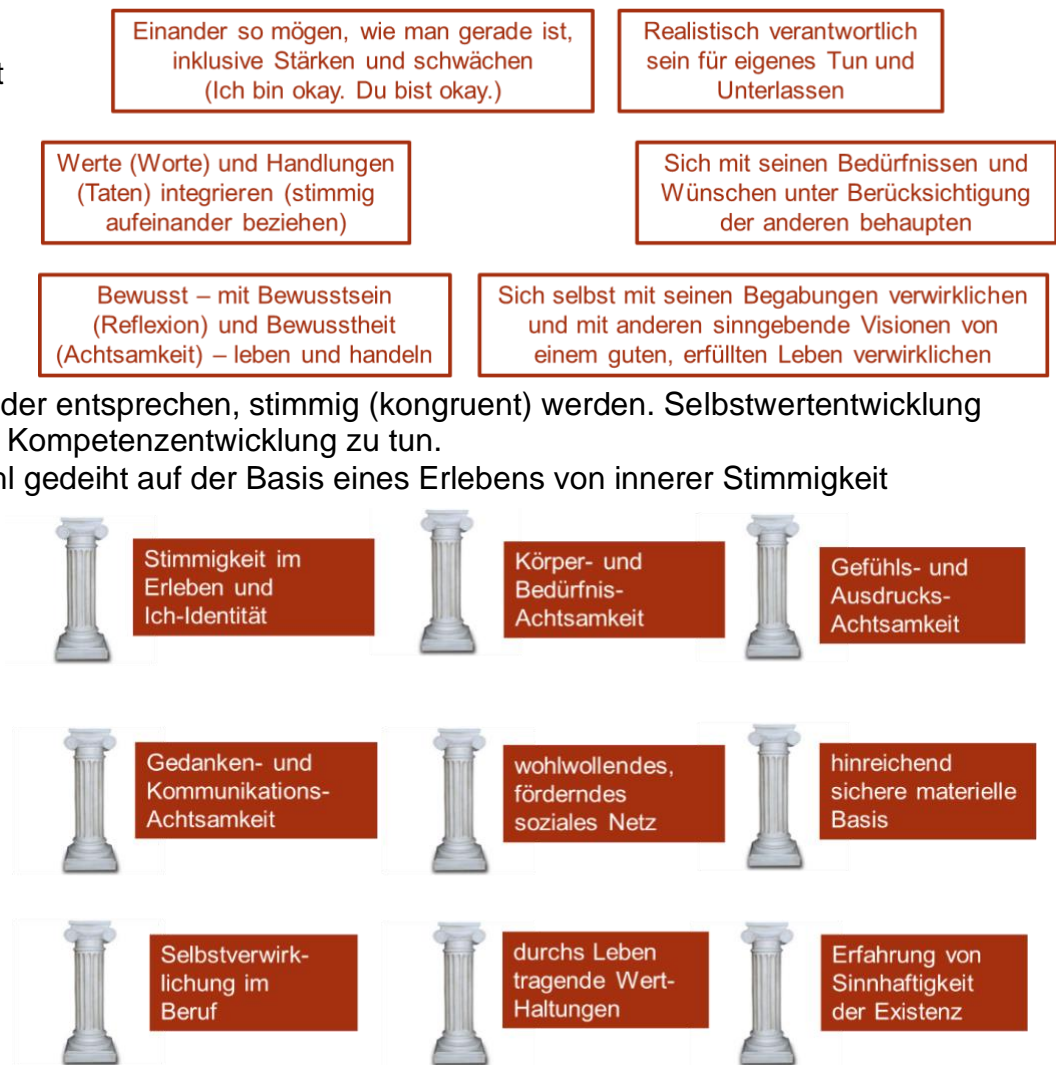 Einander so mögen, wie man gerade ist,
inklusive Stärken und schwächen
(Ich bin okay. Du bist okay.)
Realistisch verantwortlich
sein für eigenes Tun und
Unterlassen
t
Werte (Worte) und Handlungen
(Taten) integrieren (stimmig
aufeinander beziehen)
Sich mit seinen Bedürfnissen und
Wünschen unter Berücksichtigung
der anderen behaupten
Bewusst – mit Bewusstsein
(Reflexion) und Bewusstheit
(Achtsamkeit) – leben und handeln
Sich selbst mit seinen Begabungen verwirklichen
und mit anderen sinngebende Visionen von
einem guten, erfüllten Leben verwirklichen
der entsprechen, stimmig (kongruent) werden. Selbstwertentwicklung
Kompetenzentwicklung zu tun.
hl gedeiht auf der Basis eines Erlebens von innerer Stimmigkeit
Stimmigkeit im
Erleben und
Ich-Identität
Körper- und
Bedürfnis-
Achtsamkeit
Gefühls- und
Ausdrucks-
Achtsamkeit
Gedanken- und
Kommunikations-
Achtsamkeit
wohlwollendes,
förderndes
soziales Netz
hinreichend
sichere materielle
Basis
Selbstverwirk-
lichung im
Beruf
durchs Leben
tragende Wert-
Haltungen
Erfahrung von
Sinnhaftigkeit
der Existenz